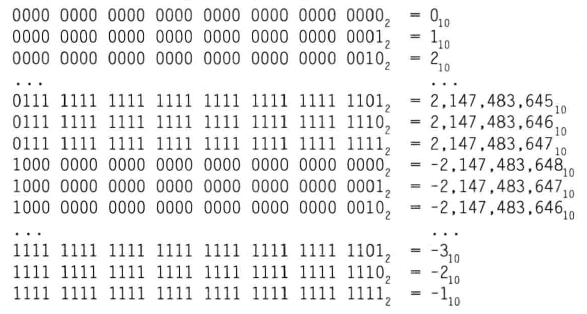 0000 0000 0000 0000 0000 0000 0000 0000₂ = 0₁₀
0000 0000 0000 0000 0000 0000 0000 0001₂ = 1₁₀
0000 0000 0000 0000 0000 0000 0000 0010₂ = 2₁₀
... ...
0111 1111 1111 1111 1111 1111 1111 1101₂ = 2,147,483,645₁₀
0111 1111 1111 1111 1111 1111 1111 1110₂ = 2,147,483,646₁₀
0111 1111 1111 1111 1111 1111 1111 1111₂ = 2,147,483,647₁₀
1000 0000 0000 0000 0000 0000 0000 0000₂ = -2,147,483,648₁₀
1000 0000 0000 0000 0000 0000 0000 0001₂ = -2,147,483,647₁₀
1000 0000 0000 0000 0000 0000 0000 0010₂ = -2,147,483,646₁₀
... ...
1111 1111 1111 1111 1111 1111 1111 1101₂ = -3₁₀
1111 1111 1111 1111 1111 1111 1111 1110₂ = -2₁₀
1111 1111 1111 1111 1111 1111 1111 1111₂ = -1₁₀